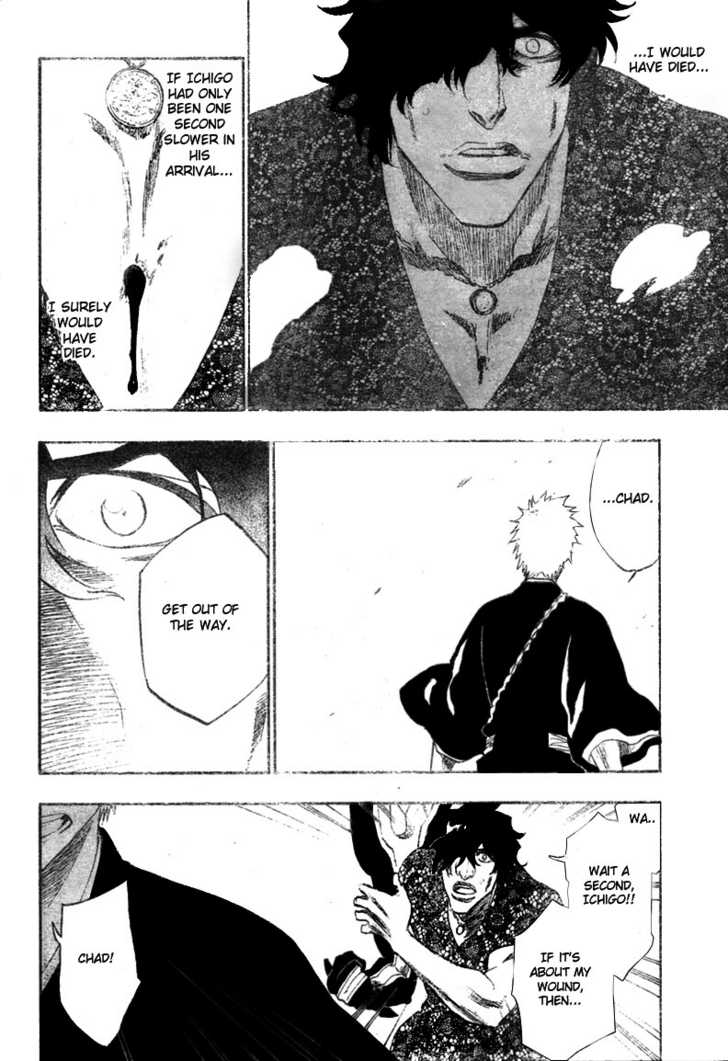 ...I WOULD
HAVE DIED...
IF ICHIGO
HAD ONLY
BEEN ONE
SECOND
SLOWER IN
HIS
ARRIVAL...
I SURELY
WOULD
HAVE
DIED.
...CHAD.
GET OUT OF
THE WAY.
WA..
WAIT A
SECOND,
ICHIGO!!
IF IT'S
ABOUT MY
WOUND,
THEN...
CHAD!